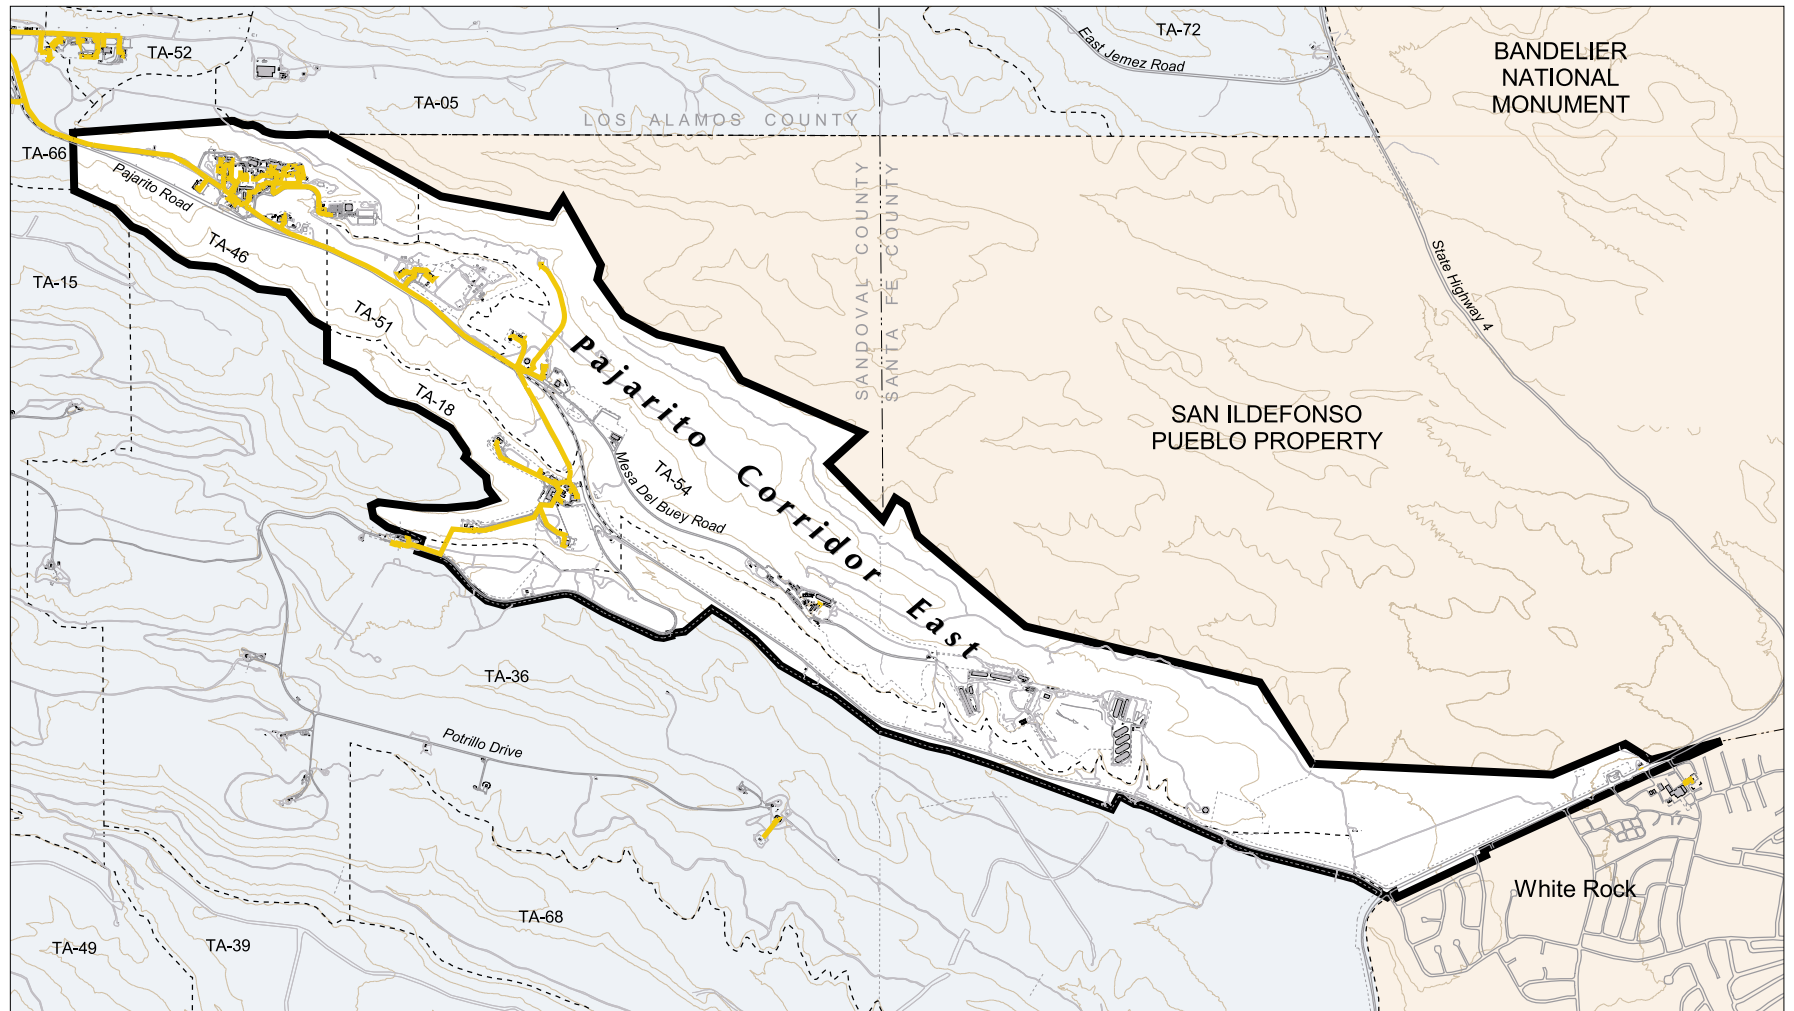 TA-72
BANDELIER
NATIONAL
MONUMENT
TA-52
East Jemez Road
TA-05
LOS ALAMOS COUNTY
TA-66
Pajarito Road
SANDOVAL COUNTY
SANTA FE COUNTY
TA-46
State Highway 4
TA-15
TA-51
Pajarito Corridor East
TA-18
SAN ILDEFONSO
PUEBLO PROPERTY
TA-54
Mesa Del Buey Road
TA-36
Potrillo Drive
White Rock
TA-68
TA-49
TA-39